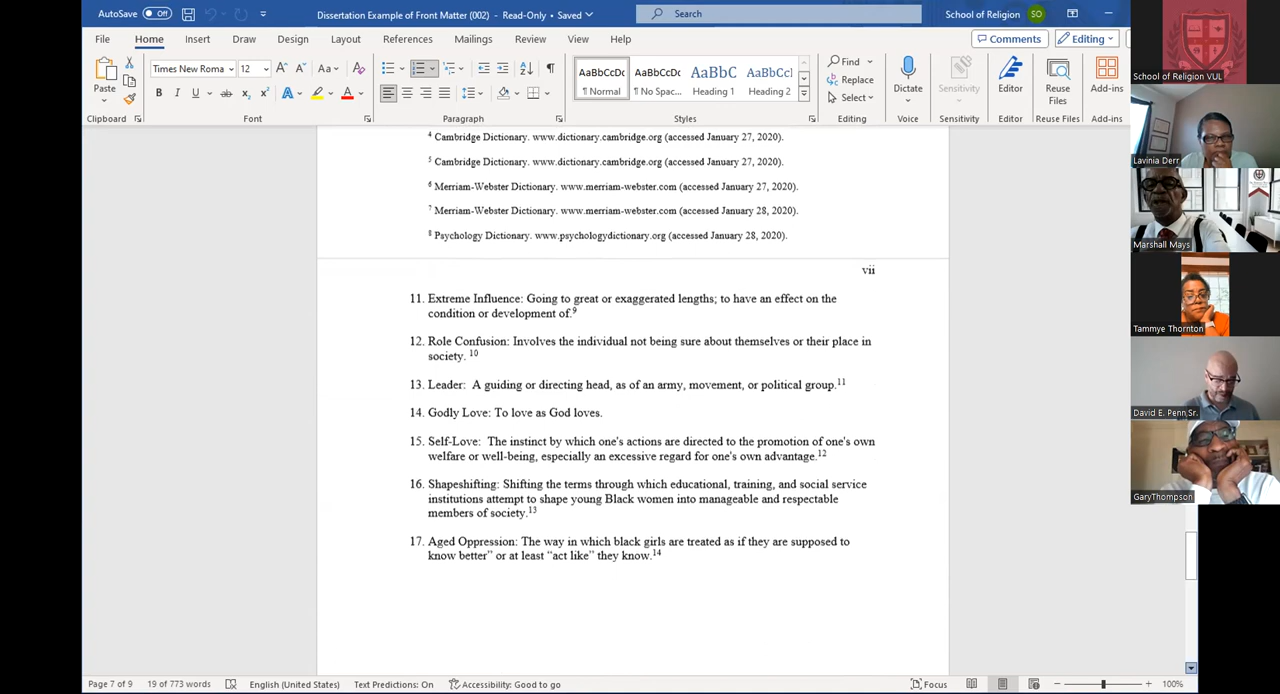 AutoSave Off Dissertation Example of Front Matter (002) - Read-Only • Saved Search School of Religion SO
File Home Insert Draw Design Layout References Mailings Review View Help Comments Editing
Paste Times New Roma 12 Aa AaBbCcDc AaBbCcDc AaBbC AaBbCcI Find Replace Select Dictate Sensitivity Editor Reuse Files Add-ins
¶ Normal ¶ No Spac... Heading 1 Heading 2
Clipboard Font Paragraph Styles Editing Voice Sensitivity Editor Reuse Files Add-ins
4 Cambridge Dictionary. www.dictionary.cambridge.org (accessed January 27, 2020).
5 Cambridge Dictionary. www.dictionary.cambridge.org (accessed January 27, 2020).
6 Merriam-Webster Dictionary. www.merriam-webster.com (accessed January 27, 2020).
7 Merriam-Webster Dictionary. www.merriam-webster.com (accessed January 28, 2020).
8 Psychology Dictionary. www.psychologydictionary.org (accessed January 28, 2020).
vii
11. Extreme Influence: Going to great or exaggerated lengths; to have an effect on the
condition or development of.9
12. Role Confusion: Involves the individual not being sure about themselves or their place in
society. 10
13. Leader: A guiding or directing head, as of an army, movement, or political group.11
14. Godly Love: To love as God loves.
15. Self-Love: The instinct by which one's actions are directed to the promotion of one's own
welfare or well-being, especially an excessive regard for one's own advantage.12
16. Shapeshifting: Shifting the terms through which educational, training, and social service
institutions attempt to shape young Black women into manageable and respectable
members of society.13
17. Aged Oppression: The way in which black girls are treated as if they are supposed to
know better” or at least “act like” they know.14
Page 7 of 9 19 of 773 words English (United States) Text Predictions: On Accessibility: Good to go Focus 100%
School of Religion VUL
Lavinia Derr
Marshall Mays
Tammye Thornton
David E. Penn,Sr.
GaryThompson